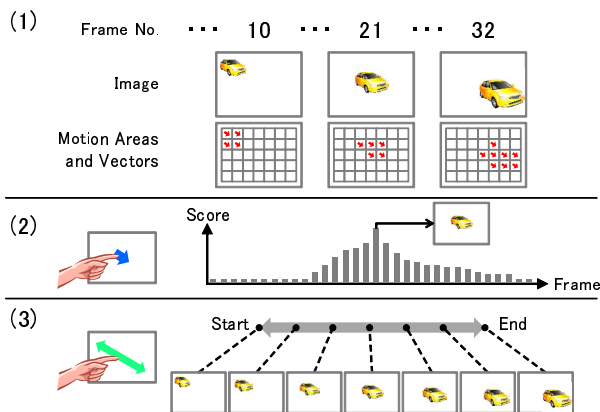 (1)
Frame No. ··· 10 ··· 21 ··· 32
Image
Motion Areas
and Vectors
(2)
Score
Frame
(3)
Start
End